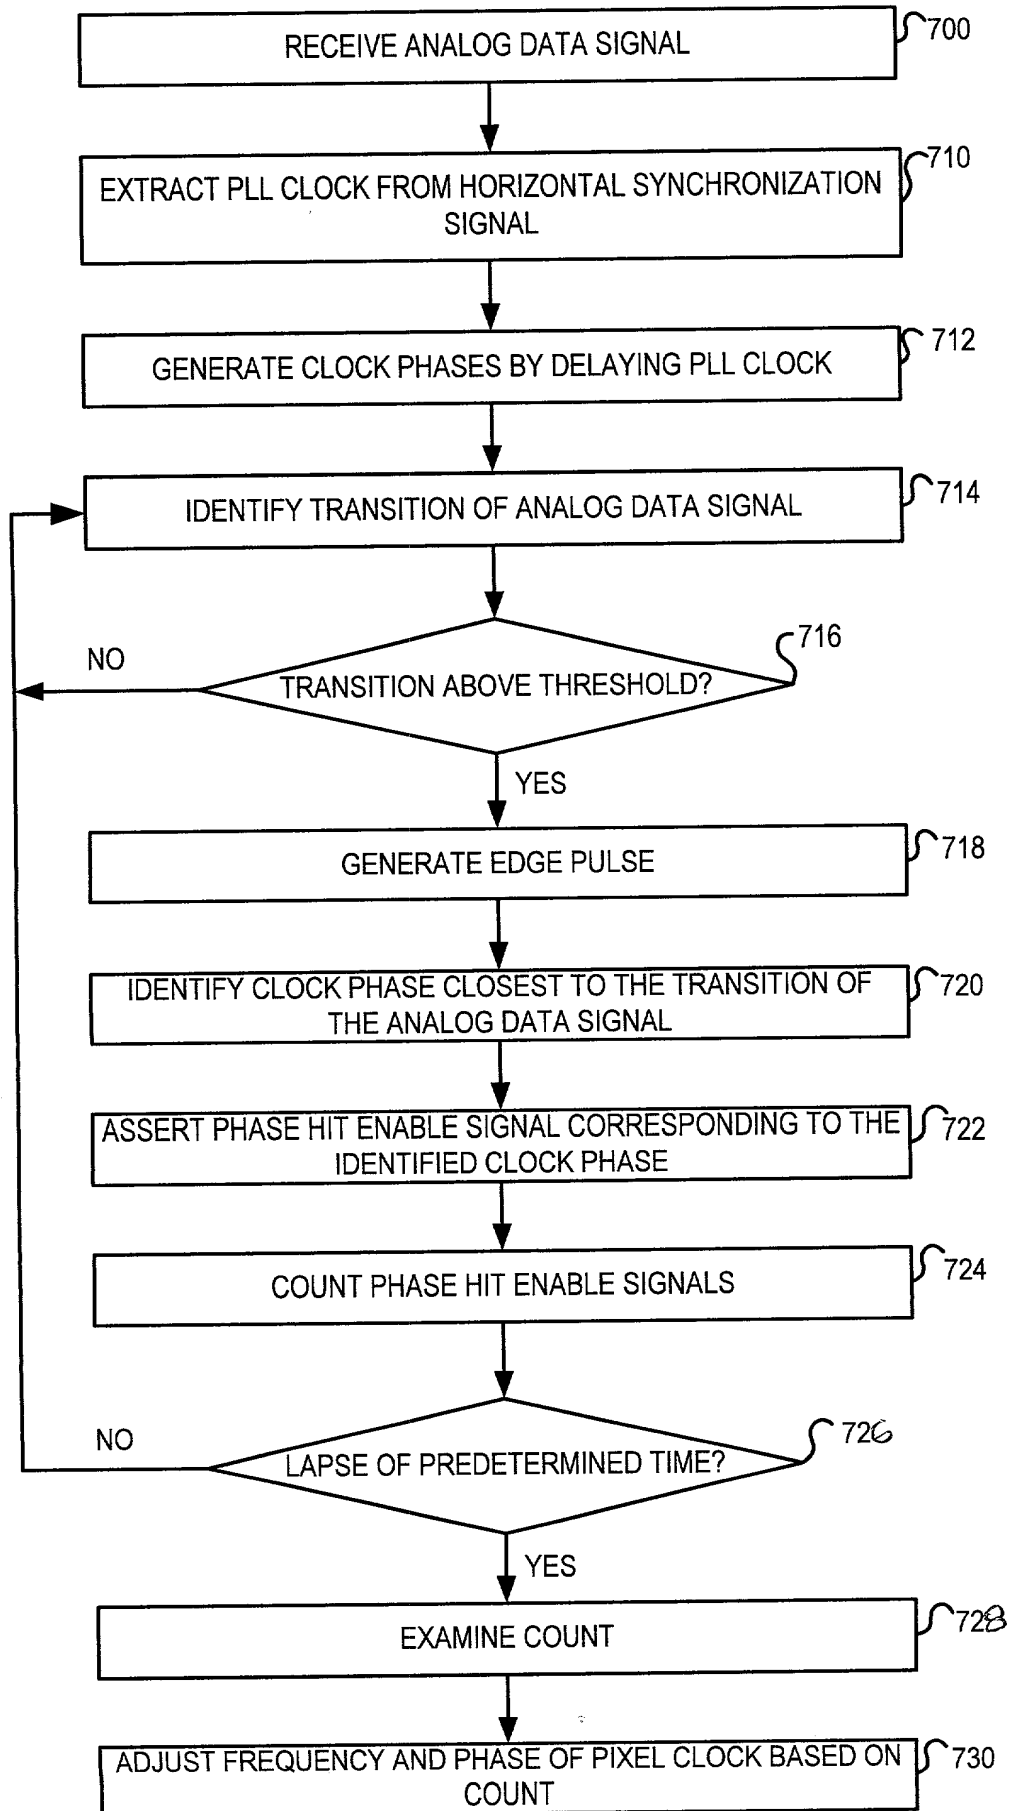 RECEIVE ANALOG DATA SIGNAL
700
EXTRACT PLL CLOCK FROM HORIZONTAL SYNCHRONIZATION
SIGNAL
710
GENERATE CLOCK PHASES BY DELAYING PLL CLOCK
712
IDENTIFY TRANSITION OF ANALOG DATA SIGNAL
714
TRANSITION ABOVE THRESHOLD?
716
NO
YES
GENERATE EDGE PULSE
718
IDENTIFY CLOCK PHASE CLOSEST TO THE TRANSITION OF
THE ANALOG DATA SIGNAL
720
ASSERT PHASE HIT ENABLE SIGNAL CORRESPONDING TO THE
IDENTIFIED CLOCK PHASE
722
COUNT PHASE HIT ENABLE SIGNALS
724
LAPSE OF PREDETERMINED TIME?
726
NO
YES
EXAMINE COUNT
728
ADJUST FREQUENCY AND PHASE OF PIXEL CLOCK BASED ON
COUNT
730